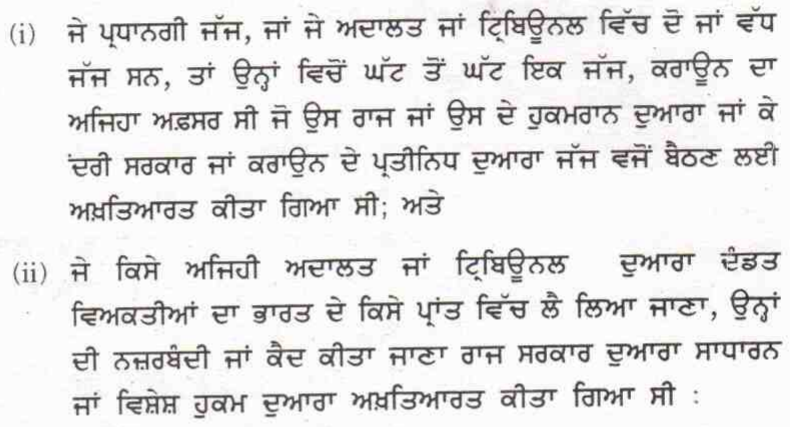 (i) ਜੇ ਪ੍ਰਧਾਨਗੀ ਜੱਜ, ਜਾਂ ਜੇ ਅਦਾਲਤ ਜਾਂ ਟ੍ਰਿਬਿਊਨਲ ਵਿੱਚ ਦੋ ਜਾਂ ਵੱਧ
ਜੱਜ ਸਨ, ਤਾਂ ਉਨ੍ਹਾਂ ਵਿਚੋਂ ਘੱਟ ਤੋਂ ਘੱਟ ਇਕ ਜੱਜ, ਕਰਾਊਨ ਦਾ
ਅਜਿਹਾ ਅਫ਼ਸਰ ਸੀ ਜੋ ਉਸ ਰਾਜ ਜਾਂ ਉਸ ਦੇ ਹੁਕਮਰਾਨ ਦੁਆਰਾ ਜਾਂ ਕੇ
ਂਦਰੀ ਸਰਕਾਰ ਜਾਂ ਕਰਾਉਨ ਦੇ ਪ੍ਰਤੀਨਿਧ ਦੁਆਰਾ ਜੱਜ ਵਜੋਂ ਬੈਠਣ ਲਈ
ਅਖ਼ਤਿਆਰਤ ਕੀਤਾ ਗਿਆ ਸੀ; ਅਤੇ
(ii) ਜੇ ਕਿਸੇ ਅਜਿਹੀ ਅਦਾਲਤ ਜਾਂ ਟ੍ਰਿਬਿਊਨਲ ਦੁਆਰਾ ਦੰਡਤ
ਵਿਅਕਤੀਆਂ ਦਾ ਭਾਰਤ ਦੇ ਕਿਸੇ ਪ੍ਰਾਂਤ ਵਿੱਚ ਲੈ ਲਿਆ ਜਾਣਾ, ਉਨ੍ਹਾਂ
ਦੀ ਨਜ਼ਰਬੰਦੀ ਜਾਂ ਕੈਦ ਕੀਤਾ ਜਾਣਾ ਰਾਜ ਸਰਕਾਰ ਦੁਆਰਾ ਸਾਧਾਰਨ
ਜਾਂ ਵਿਸ਼ੇਸ਼ ਹੁਕਮ ਦੁਆਰਾ ਅਖ਼ਤਿਆਰਤ ਕੀਤਾ ਗਿਆ ਸੀ :